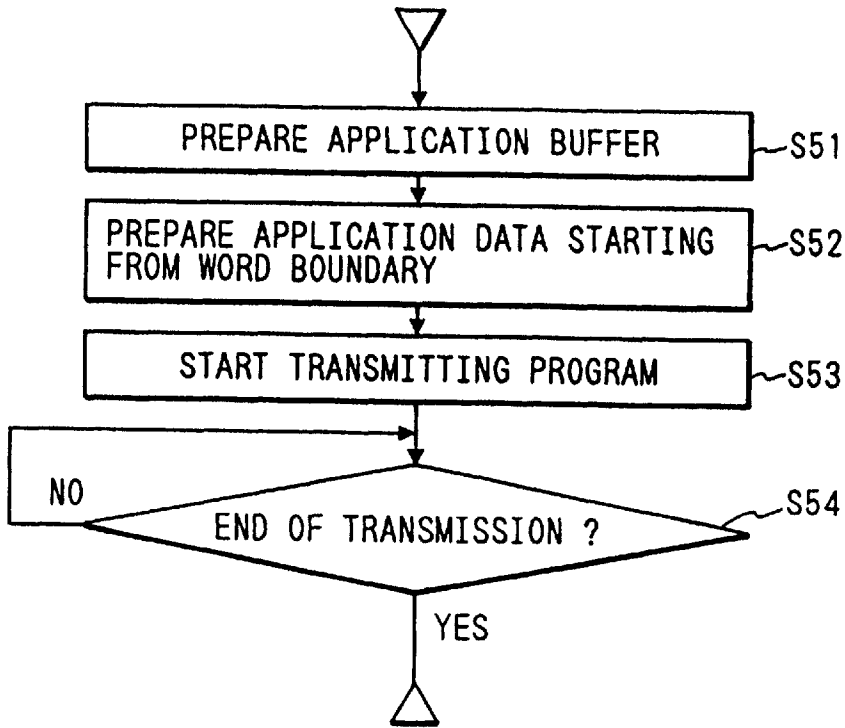 PREPARE APPLICATION BUFFER
S51
PREPARE APPLICATION DATA STARTING
FROM WORD BOUNDARY
S52
START TRANSMITTING PROGRAM
S53
NO
END OF TRANSMISSION ?
S54
YES